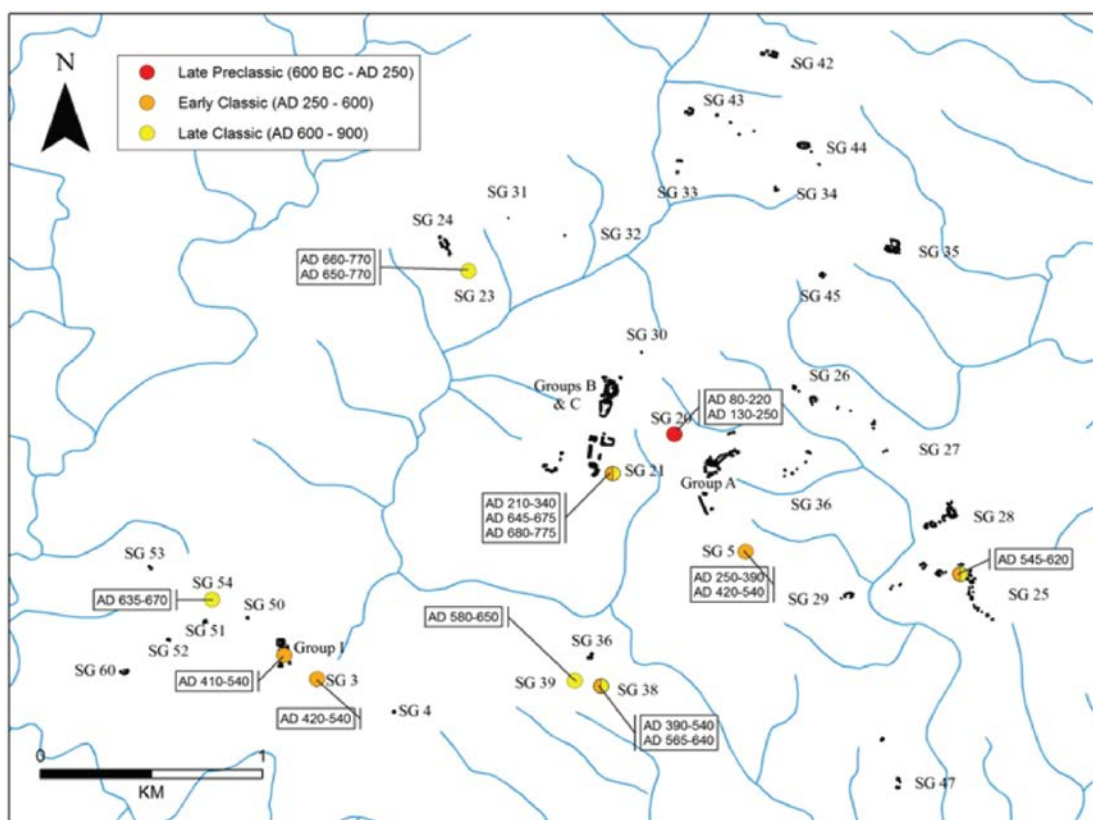 N
Late Preclassic (600 BC - AD 250)
Early Classic (AD 250 - 600)
Late Classic (AD 600 - 900)
SG 42
SG 43
SG 44
SG 33
SG 34
SG 31
SG 24
SG 32
SG 35
AD 660-770
AD 650-770
SG 23
SG 45
SG 30
Groups B
& C
SG 26
AD 80-220
AD 130-250
SG 20
SG 27
SG 21
Group A
SG 36
AD 210-340
AD 645-675
AD 680-775
SG 28
SG 5
AD 545-620
SG 53
SG 54
AD 250-390
AD 420-540
SG 29
SG 25
AD 635-670
SG 50
AD 580-650
SG 51
SG 52
Group I
SG 36
SG 60
AD 410-540
SG 3
SG 39
SG 38
AD 420-540
SG 4
AD 390-540
AD 565-640
0
1
KM
SG 47